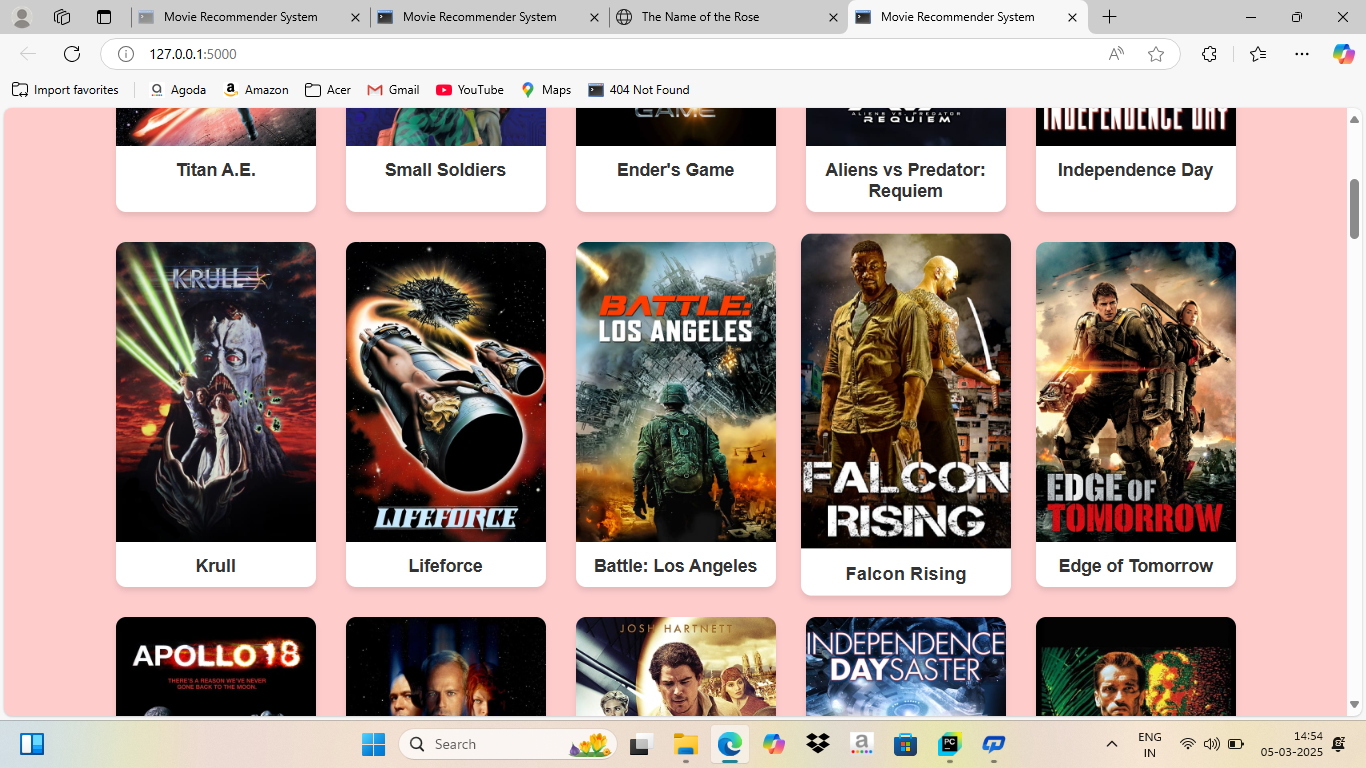 Movie Recommender System
Movie Recommender System
The Name of the Rose
Movie Recommender System
127.0.0.1:5000
Import favorites
Agoda
Amazon
Acer
Gmail
YouTube
Maps
404 Not Found
GAME
ALIENS VS. PREDATOR
REQUIEM
INDEPENDENCE DAY
Titan A.E.
Small Soldiers
Ender's Game
Aliens vs Predator:
Requiem
Independence Day
KRULL
LIFEFORCE
BATTLE:
LOS ANGELES
FALCON
RISING
EDGE OF
TOMORROW
Krull
Lifeforce
Battle: Los Angeles
Falcon Rising
Edge of Tomorrow
APOLLO 18
THERE'S A REASON WE'VE NEVER
GONE BACK TO THE MOON.
JOSH HARTNETT
INDEPENDENCE
DAYSASTER
Search
a
PC
ENG
IN
14:54
05-03-2025